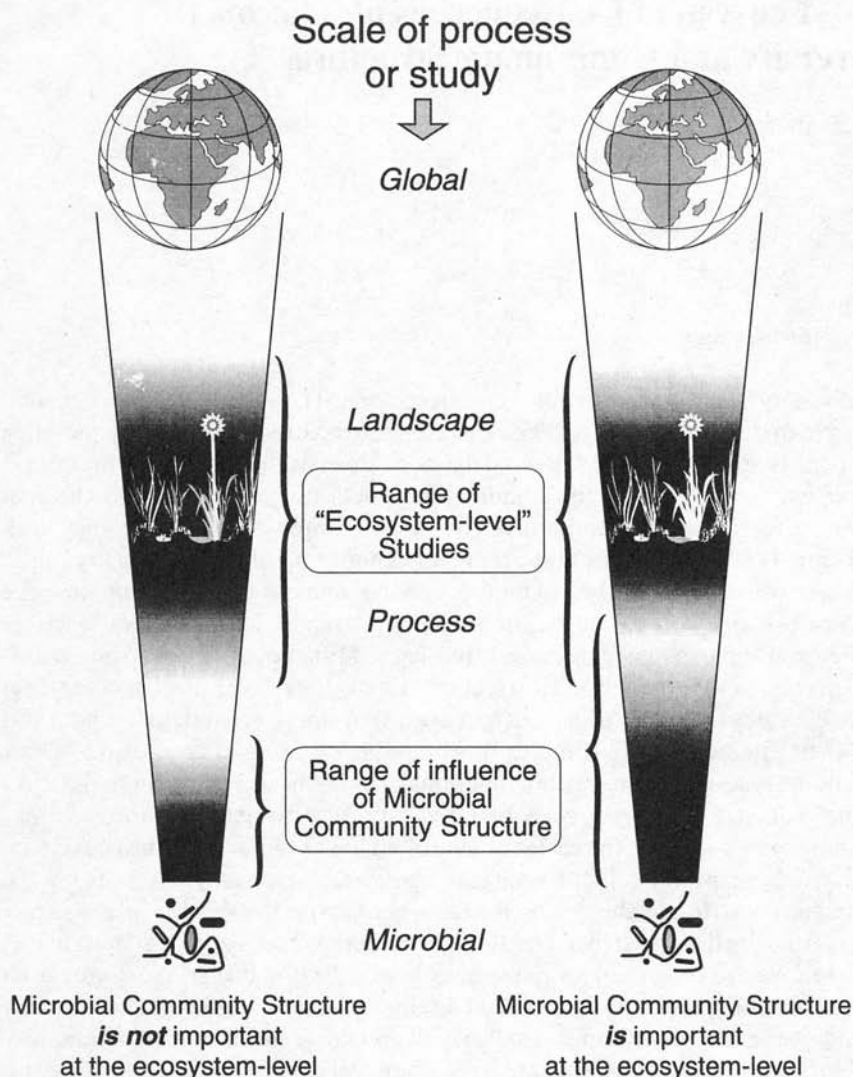 Scale of process
or study
Global
Landscape
Range of
“Ecosystem-level”
Studies
Process
Range of influence
of Microbial
Community Structure
Microbial
Microbial Community Structure
is not important
at the ecosystem-level
Microbial Community Structure
is important
at the ecosystem-level